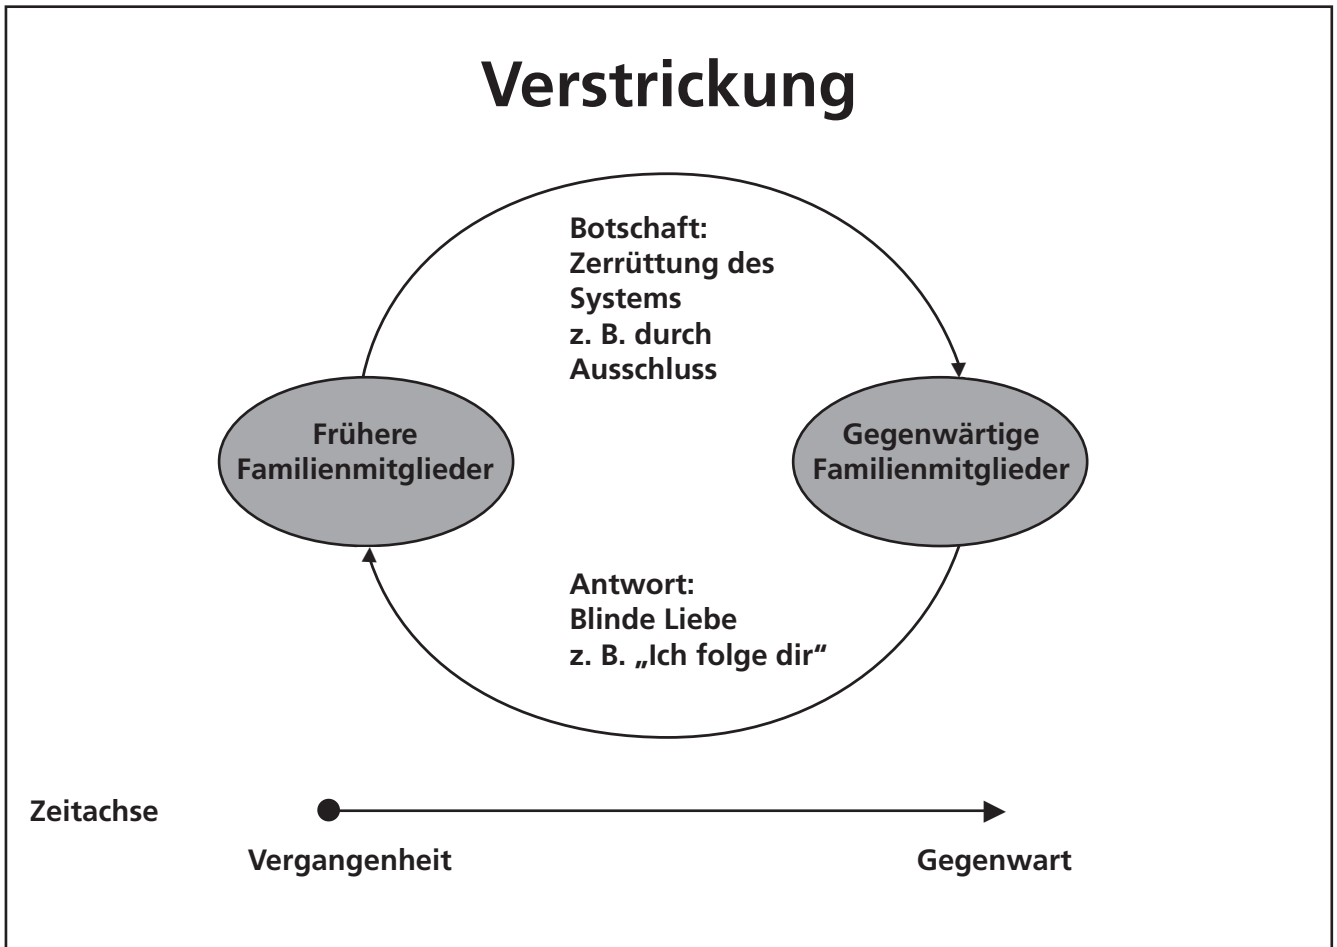 Verstrickung
Botschaft:
Zerrüttung des
Systems
z. B. durch
Ausschluss
Frühere
Familienmitglieder
Gegenwärtige
Familienmitglieder
Antwort:
Blinde Liebe
z. B. „Ich folge dir“
Zeitachse
Vergangenheit
Gegenwart